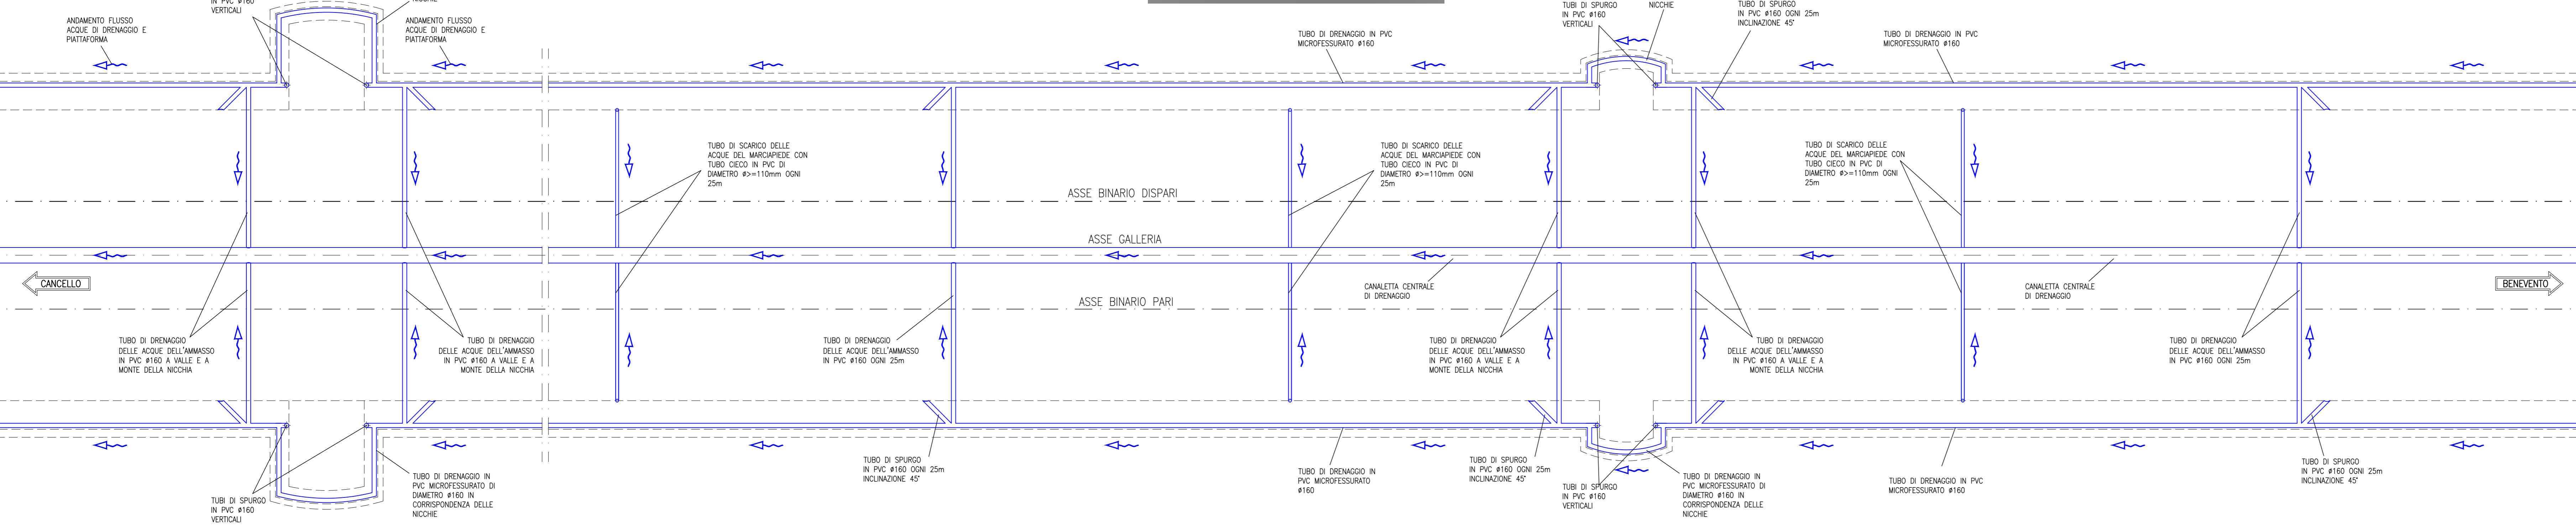 IN PVC ø160
VERTICALI
ANDAMENTO FLUSSO
ACQUE DI DRENAGGIO E
PIATTAFORMA
ANDAMENTO FLUSSO
ACQUE DI DRENAGGIO E
PIATTAFORMA
TUBO DI DRENAGGIO IN PVC
MICROFESSURATO ø160
TUBI DI SPURGO
IN PVC ø160
VERTICALI
NICCHIE
TUBO DI SPURGO
IN PVC ø160 OGNI 25m
INCLINAZIONE 45°
TUBO DI DRENAGGIO IN PVC
MICROFESSURATO ø160
TUBO DI SCARICO DELLE
ACQUE DEL MARCIAPIEDE CON
TUBO CIECO IN PVC DI
DIAMETRO ø>=110mm OGNI
25m
TUBO DI SCARICO DELLE
ACQUE DEL MARCIAPIEDE CON
TUBO CIECO IN PVC DI
DIAMETRO ø>=110mm OGNI
25m
TUBO DI SCARICO DELLE
ACQUE DEL MARCIAPIEDE CON
TUBO CIECO IN PVC DI
DIAMETRO ø>=110mm OGNI
25m
ASSE BINARIO DISPARI
ASSE GALLERIA
ASSE BINARIO PARI
CANCELLO
CANALETTA CENTRALE
DI DRENAGGIO
CANALETTA CENTRALE
DI DRENAGGIO
BENEVENTO
TUBO DI DRENAGGIO
DELLE ACQUE DELL'AMMASSO
IN PVC ø160 A VALLE E A
MONTE DELLA NICCHIA
TUBO DI DRENAGGIO
DELLE ACQUE DELL'AMMASSO
IN PVC ø160 A VALLE E A
MONTE DELLA NICCHIA
TUBO DI DRENAGGIO
DELLE ACQUE DELL'AMMASSO
IN PVC ø160 OGNI 25m
TUBO DI DRENAGGIO
DELLE ACQUE DELL'AMMASSO
IN PVC ø160 A VALLE E A
MONTE DELLA NICCHIA
TUBO DI DRENAGGIO
DELLE ACQUE DELL'AMMASSO
IN PVC ø160 A VALLE E A
MONTE DELLA NICCHIA
TUBO DI DRENAGGIO
DELLE ACQUE DELL'AMMASSO
IN PVC ø160 OGNI 25m
TUBI DI SPURGO
IN PVC ø160
VERTICALI
TUBO DI DRENAGGIO IN
PVC MICROFESSURATO DI
DIAMETRO ø160 IN
CORRISPONDENZA DELLE
NICCHIE
TUBO DI SPURGO
IN PVC ø160 OGNI 25m
INCLINAZIONE 45°
TUBO DI DRENAGGIO IN
PVC MICROFESSURATO
ø160
TUBO DI SPURGO
IN PVC ø160 OGNI 25m
INCLINAZIONE 45°
TUBI DI SPURGO
IN PVC ø160
VERTICALI
TUBO DI DRENAGGIO IN
PVC MICROFESSURATO DI
DIAMETRO ø160 IN
CORRISPONDENZA DELLE
NICCHIE
TUBO DI DRENAGGIO IN PVC
MICROFESSURATO ø160
TUBO DI SPURGO
IN PVC ø160 OGNI 25m
INCLINAZIONE 45°